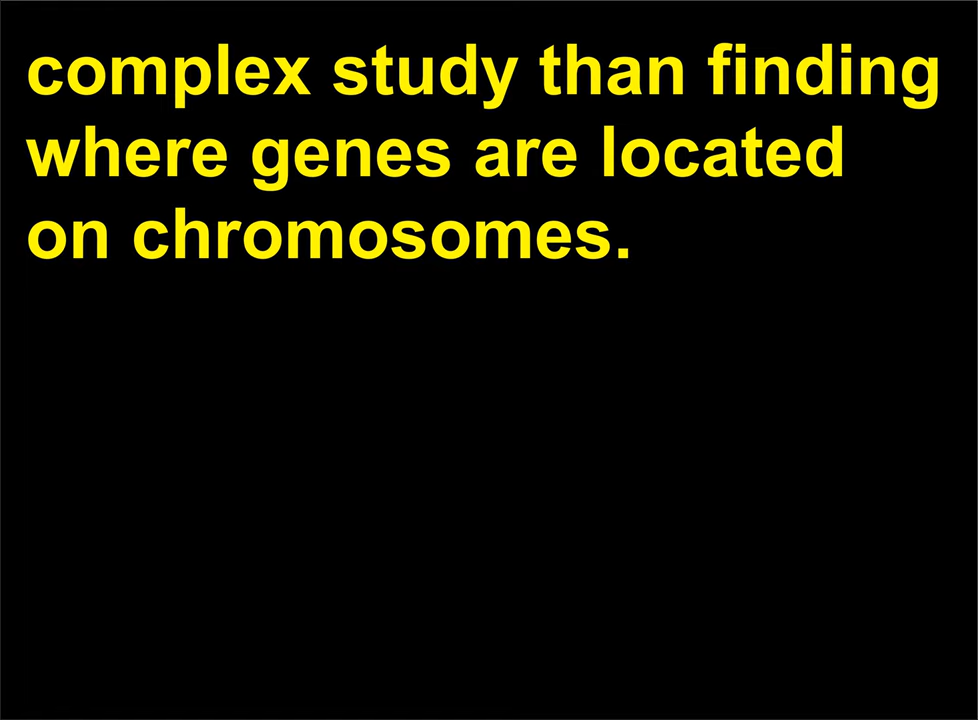 complex study than finding
where genes are located
on chromosomes.